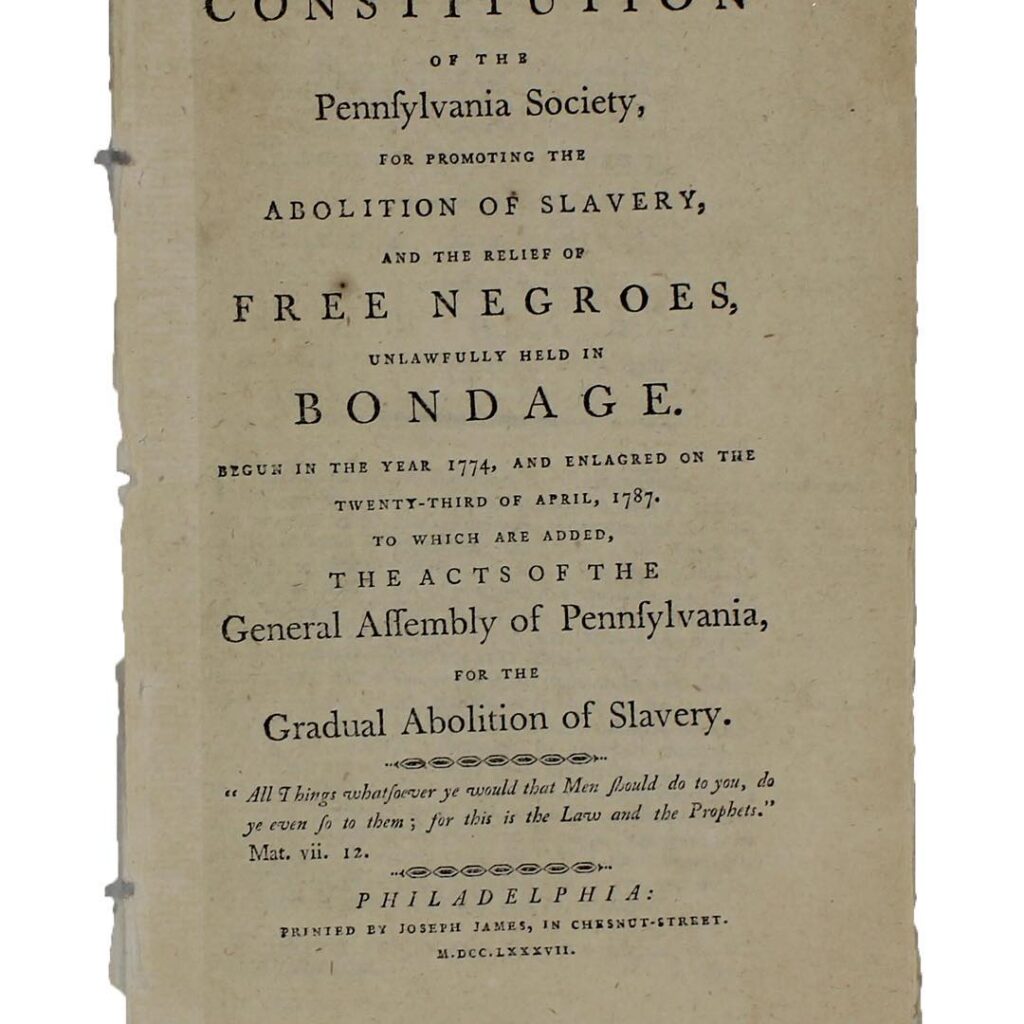 CONSTITUTION
OF THE
Pennſylvania Society,
FOR PROMOTING THE
ABOLITION OF SLAVERY,
AND THE RELIEF OF
FREE NEGROES,
UNLAWFULLY HELD IN
BONDAGE.
BEGUN IN THE YEAR 1774, AND ENLAGRED ON THE
TWENTY-THIRD OF APRIL, 1787.
TO WHICH ARE ADDED,
THE ACTS OF THE
General Aſſembly of Pennſylvania,
FOR THE
Gradual Abolition of Slavery.
“ All Things whatſoever ye would that Men ſhould do to you, do
ye even ſo to them ; for this is the Law and the Prophets.”
Mat. vii. 12.
PHILADELPHIA:
PRINTED BY JOSEPH JAMES, IN CHESNUT-STREET.
M.DCC.LXXXVII.